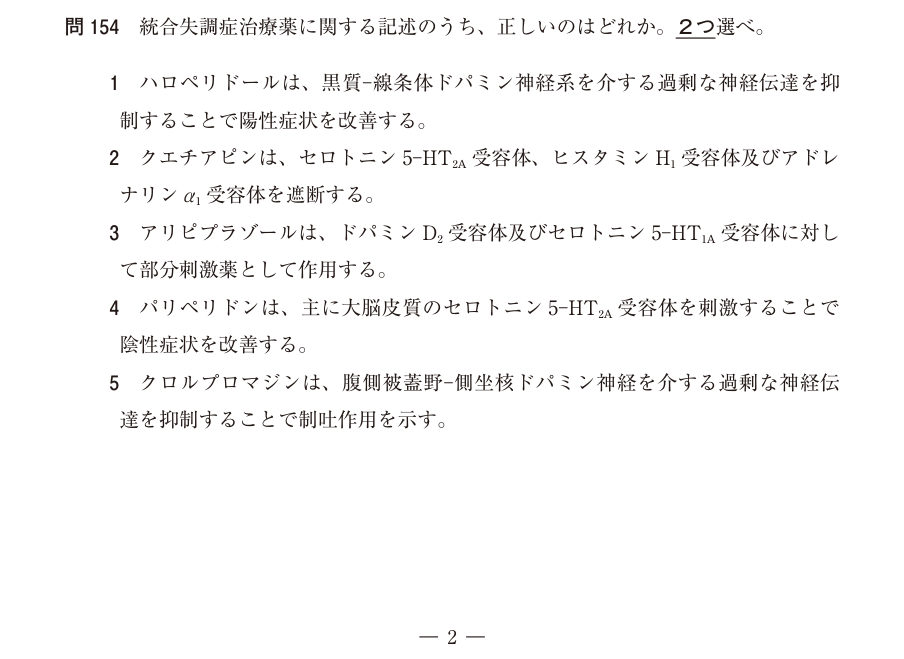 問 154 統合失調症治療薬に関する記述のうち、正しいのはどれか。2つ選べ。
1 ハロペリドールは、黒質-線条体ドパミン神経系を介する過剰な神経伝達を抑
制することで陽性症状を改善する。
2 クエチアピンは、セロトニン 5-HT2A 受容体、ヒスタミン H1 受容体及びアドレ
ナリン α1 受容体を遮断する。
3 アリピプラゾールは、ドパミン D2 受容体及びセロトニン 5-HT1A 受容体に対し
て部分刺激薬として作用する。
4 パリペリドンは、主に大脳皮質のセロトニン 5-HT2A 受容体を刺激することで
陰性症状を改善する。
5 クロルプロマジンは、腹側被蓋野-側坐核ドパミン神経を介する過剰な神経伝
達を抑制することで制吐作用を示す。
— 2 —